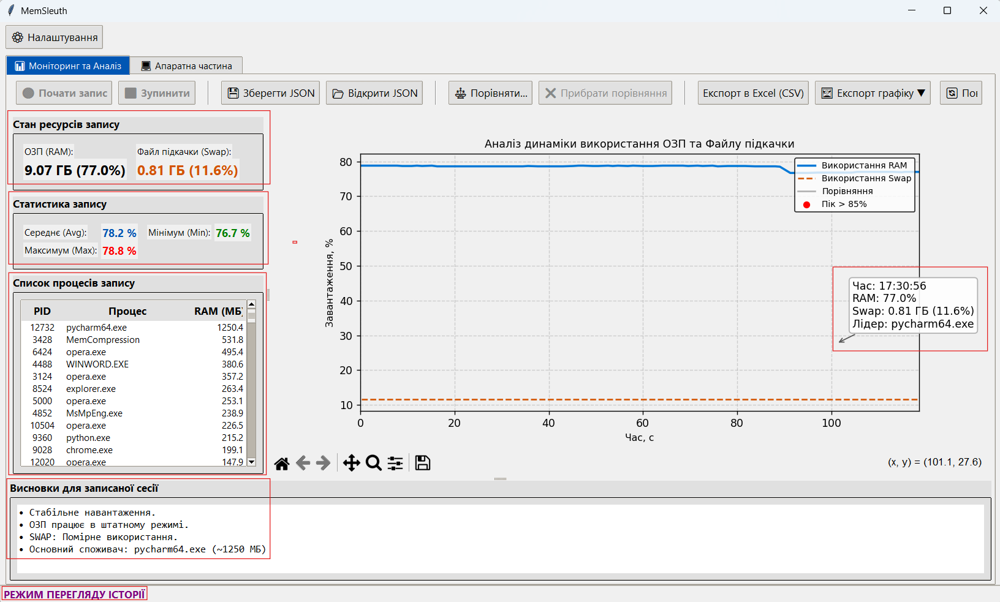 MemSleuth
Налаштування
Моніторинг та Аналіз
Апаратна частина
Почати запис
Зупинити
Зберегти JSON
Відкрити JSON
Порівняти...
Прибрати порівняння
Експорт в Excel (CSV)
Експорт графіку ▼
Стан ресурсів запису
ОЗП (RAM):
Файл підкачки (Swap):
9.07 ГБ (77.0%)
0.81 ГБ (11.6%)
Статистика запису
Середнє (Avg): 78.2 % Мінімум (Min): 76.7 %
Максимум (Max): 78.8 %
Список процесів запису
PID Процес RAM (МБ)
12732 pycharm64.exe 1250.4
3428 MemCompression 531.8
6424 opera.exe 495.4
4488 WINWORD.EXE 380.6
3124 opera.exe 357.2
8524 explorer.exe 263.4
5000 opera.exe 253.1
4852 MsMpEng.exe 238.9
10504 opera.exe 226.5
9360 python.exe 215.2
9028 chrome.exe 199.1
12020 opera.exe 147.9
Аналіз динаміки використання ОЗП та Файлу підкачки
Завантаження, %
80
70
60
50
40
30
20
10
0 20 40 60 80 100
Час, с
Використання RAM
Використання Swap
Порівняння
Пік > 85%
Час: 17:30:56
RAM: 77.0%
Swap: 0.81 ГБ (11.6%)
Лідер: pycharm64.exe
(x, y) = (101.1, 27.6)
Висновки для записаної сесії
• Стабільне навантаження.
• ОЗП працює в штатному режимі.
• SWAP: Помірне використання.
• Основний споживач: pycharm64.exe (~1250 МБ)
РЕЖИМ ПЕРЕГЛЯДУ ІСТОРІЇ